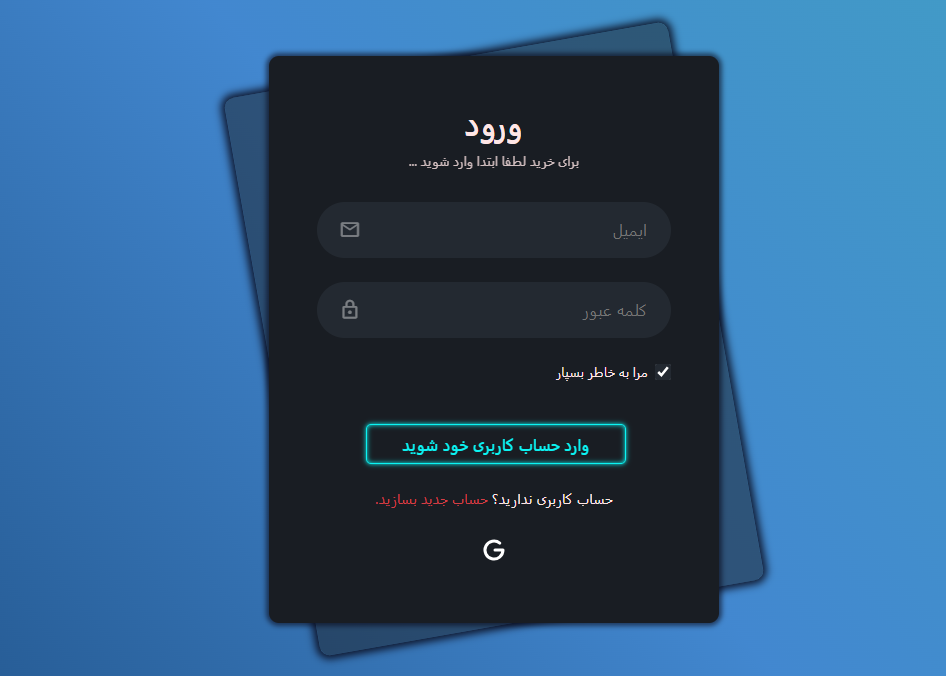 ورود
برای خرید لطفا ابتدا وارد شوید ...
ایمیل
کلمه عبور
مرا به خاطر بسپار
وارد حساب کاربری خود شوید
حساب کاربری ندارید؟ حساب جدید بسازید.
G